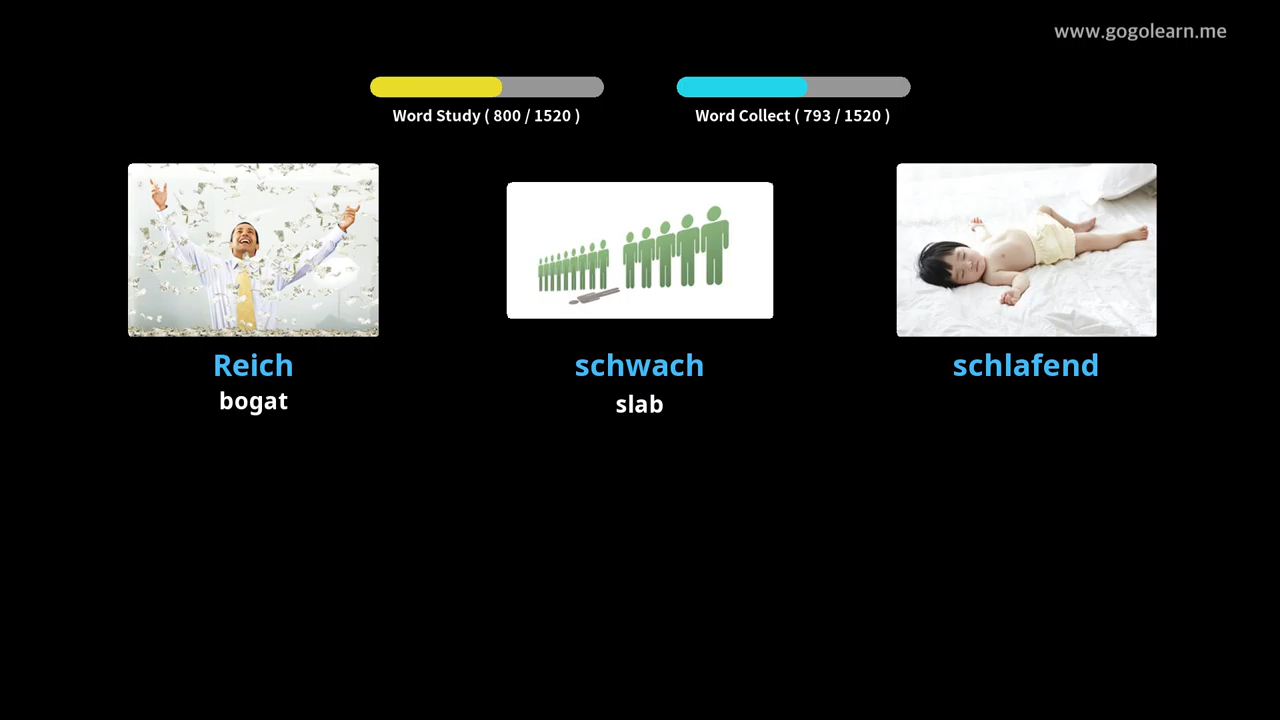 www.gogolearn.me
Word Study ( 800 / 1520 )
Word Collect ( 793 / 1520 )
Reich
bogat
schwach
slab
schlafend